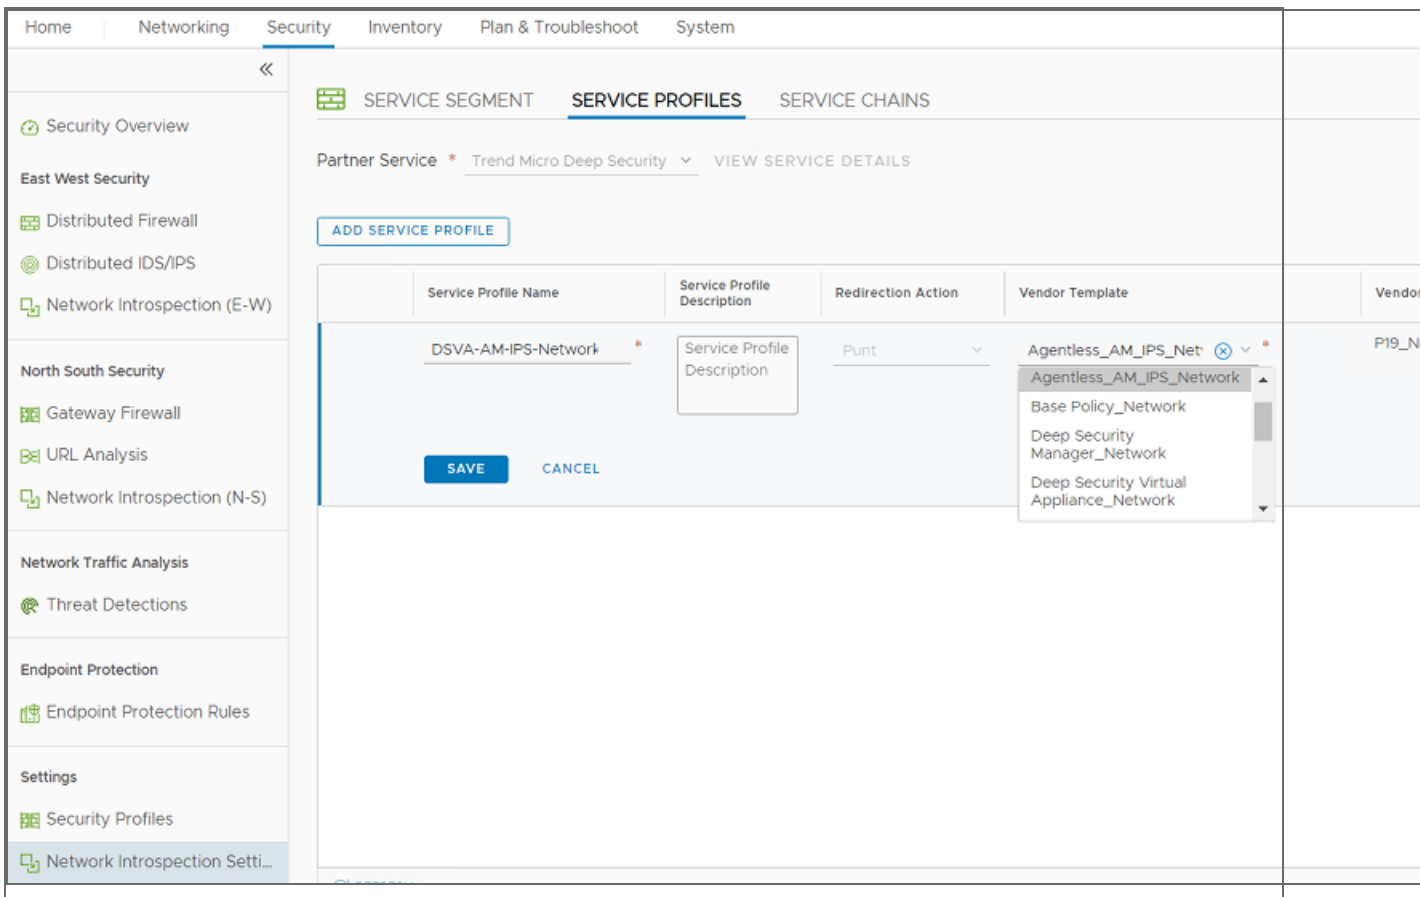 Home Networking Security Inventory Plan & Troubleshoot System
Security Overview
East West Security
Distributed Firewall
Distributed IDS/IPS
Network Introspection (E-W)
North South Security
Gateway Firewall
URL Analysis
Network Introspection (N-S)
Network Traffic Analysis
Threat Detections
Endpoint Protection
Endpoint Protection Rules
Settings
Security Profiles
Network Introspection Setti...
SERVICE SEGMENT SERVICE PROFILES SERVICE CHAINS
Partner Service * Trend Micro Deep Security VIEW SERVICE DETAILS
ADD SERVICE PROFILE
Service Profile Name
Service Profile
Description
Redirection Action
Vendor Template
Vendor
DSVA-AM-IPS-Network *
Service Profile
Description
Punt
Agentless_AM_IPS_Net *
P19_N
Agentless_AM_IPS_Network
Base Policy_Network
Deep Security
Manager_Network
Deep Security Virtual
Appliance_Network
SAVE CANCEL